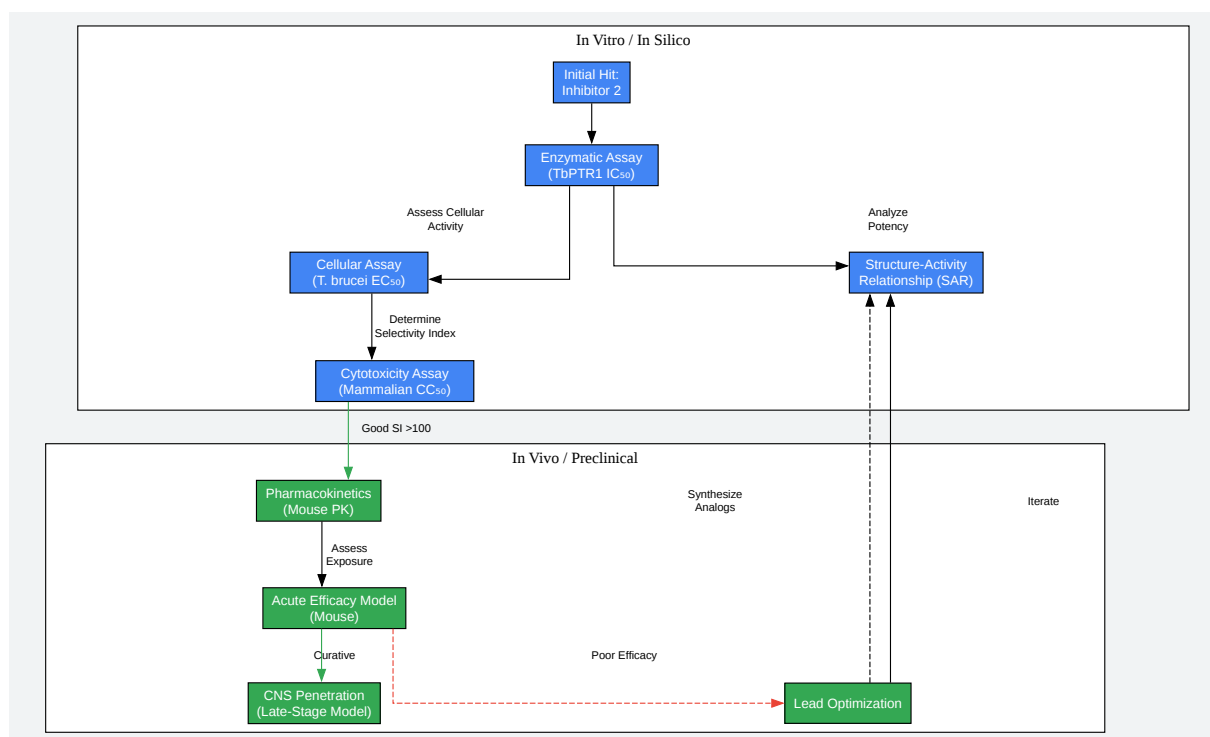 In Vitro / In Silico
Initial Hit:
Inhibitor 2
Enzymatic Assay
(TbPTR1 IC₅₀)
Assess Cellular
Activity
Analyze
Potency
Cellular Assay
(T. brucei EC₅₀)
Structure-Activity
Relationship (SAR)
Determine
Selectivity Index
Cytotoxicity Assay
(Mammalian CC₅₀)
Good SI >100
In Vivo / Preclinical
Pharmacokinetics
(Mouse PK)
Synthesize
Analogs
Iterate
Assess
Exposure
Acute Efficacy Model
(Mouse)
Curative
Poor Efficacy
CNS Penetration
(Late-Stage Model)
Lead Optimization